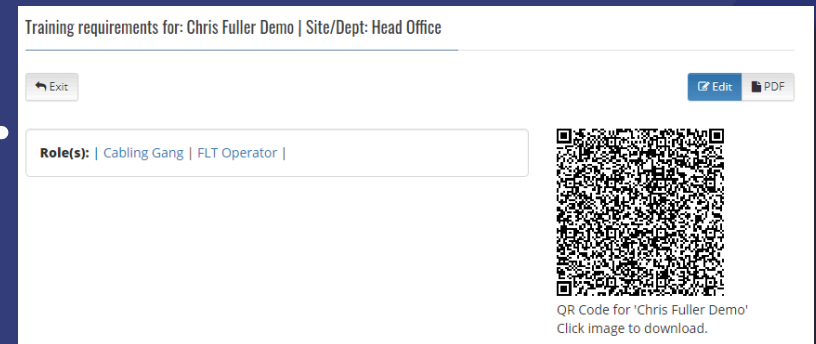 Training requirements for: Chris Fuller Demo | Site/Dept: Head Office
Exit
Edit PDF
Role(s): | Cabling Gang | FLT Operator |
QR Code for 'Chris Fuller Demo'
Click image to download.